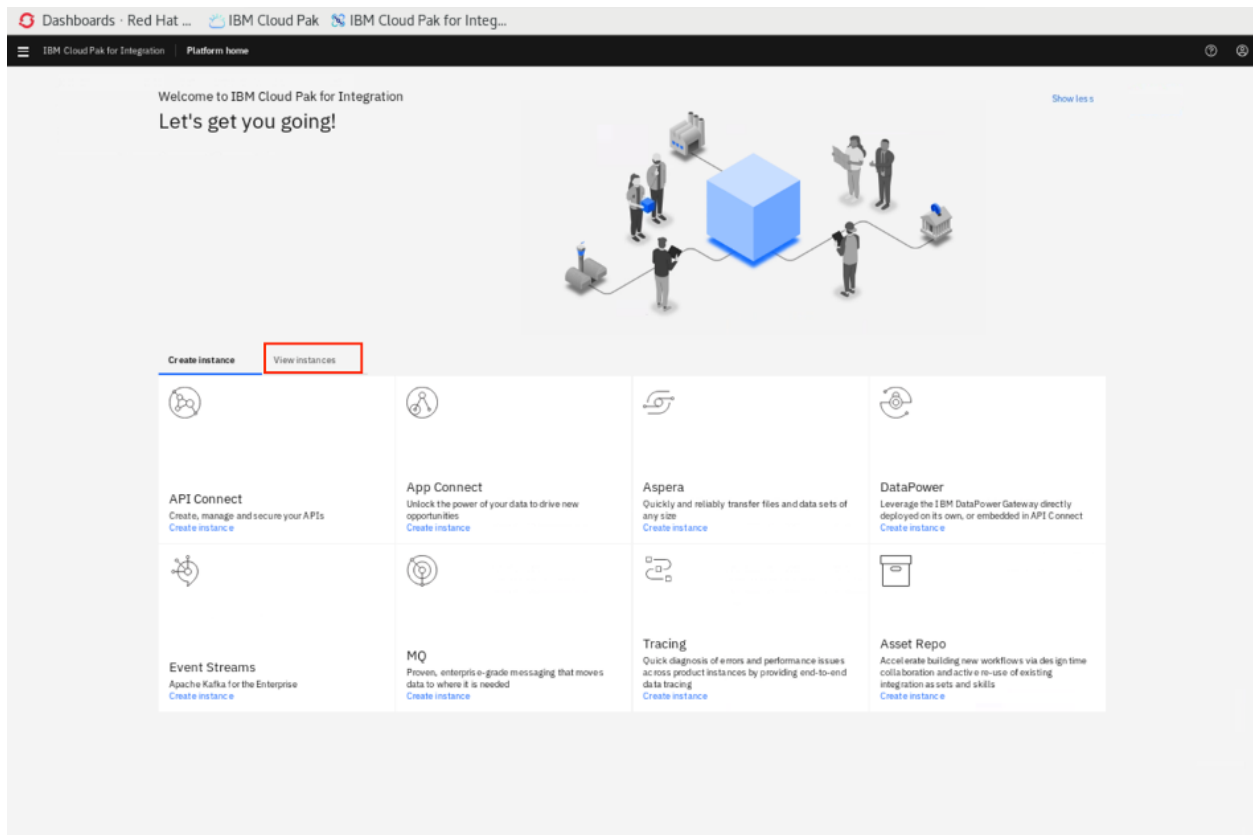 Dashboards · Red Hat ... IBM Cloud Pak IBM Cloud Pak for Integ...
IBM Cloud Pak for Integration Platform home
Welcome to IBM Cloud Pak for Integration
Show less
Let's get you going!
Create instance View instances
API Connect
Create, manage and secure your APIs
Create instance
App Connect
Unlock the power of your data to drive new
opportunities
Create instance
Aspera
Quickly and reliably transfer files and data sets of
any size
Create instance
DataPower
Leverage the IBM DataPower Gateway directly
deployed on its own, or embedded in API Connect
Create instance
Event Streams
Apache Kafka for the Enterprise
Create instance
MQ
Proven, enterprise-grade messaging that moves
data to where it is needed
Create instance
Tracing
Quick diagnosis of errors and performance issues
across product instances by providing end-to-end
data tracing
Create instance
Asset Repo
Accelerate building new workflows via design time
collaboration and active re-use of existing
integration assets and skills
Create instance